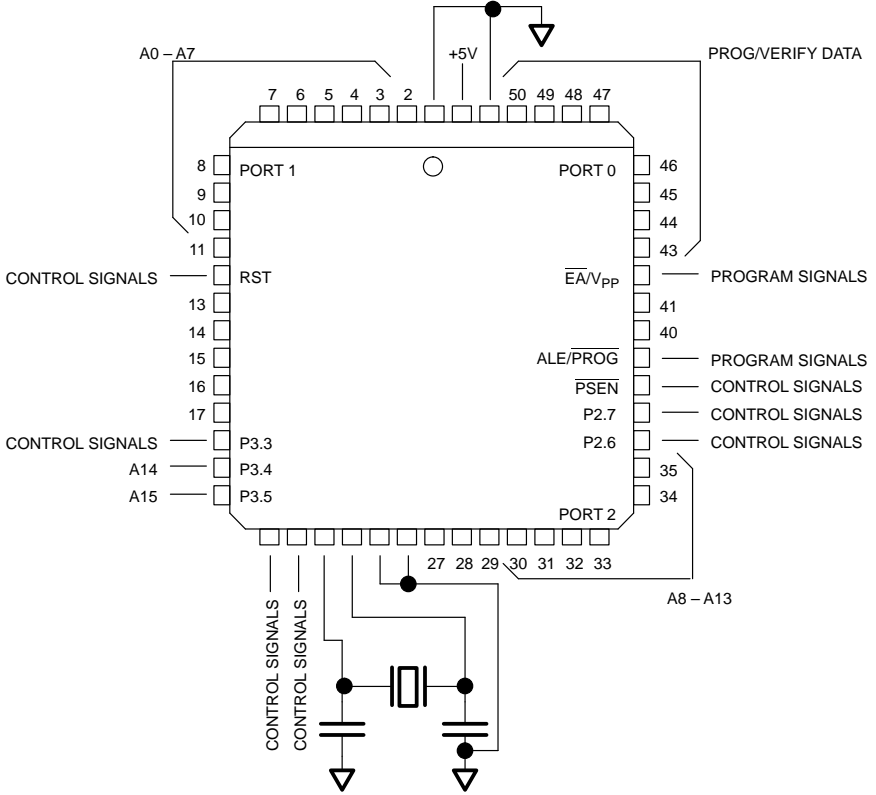 A0 – A7
+5V
PROG/VERIFY DATA
7 6 5 4 3 2 50 49 48 47
8 PORT 1 PORT 0 46
9 45
10 44
11 43
CONTROL SIGNALS RST EA/VPP PROGRAM SIGNALS
13 41
14 40
15 ALE/PROG PROGRAM SIGNALS
16 PSEN CONTROL SIGNALS
17 P2.7 CONTROL SIGNALS
CONTROL SIGNALS P3.3 P2.6 CONTROL SIGNALS
A14 P3.4 35
A15 P3.5 34
PORT 2
27 28 29 30 31 32 33
A8 – A13
CONTROL SIGNALS
CONTROL SIGNALS